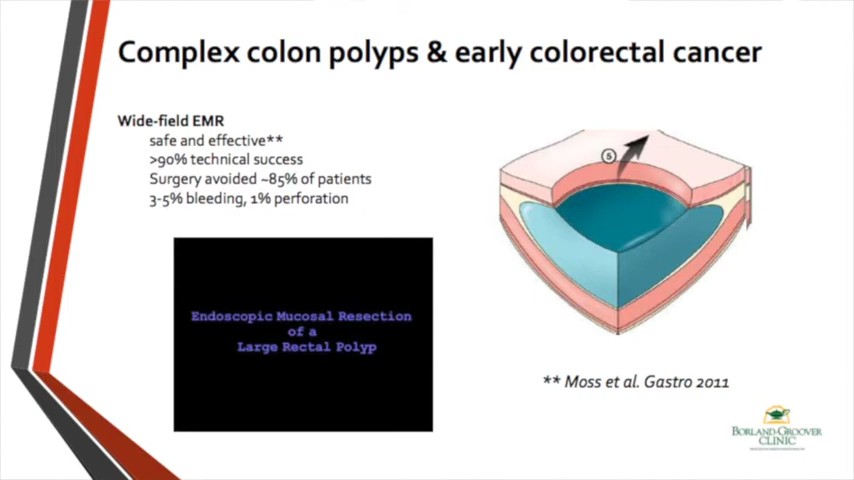 Complex colon polyps & early colorectal cancer
Wide-field EMR
safe and effective**
>90% technical success
Surgery avoided ~85% of patients
3-5% bleeding, 1% perforation
5
Endoscopic Mucosal Resection
of a
Large Rectal Polyp
** Moss et al. Gastro 2011
BORLAND-GROOVER
CLINIC